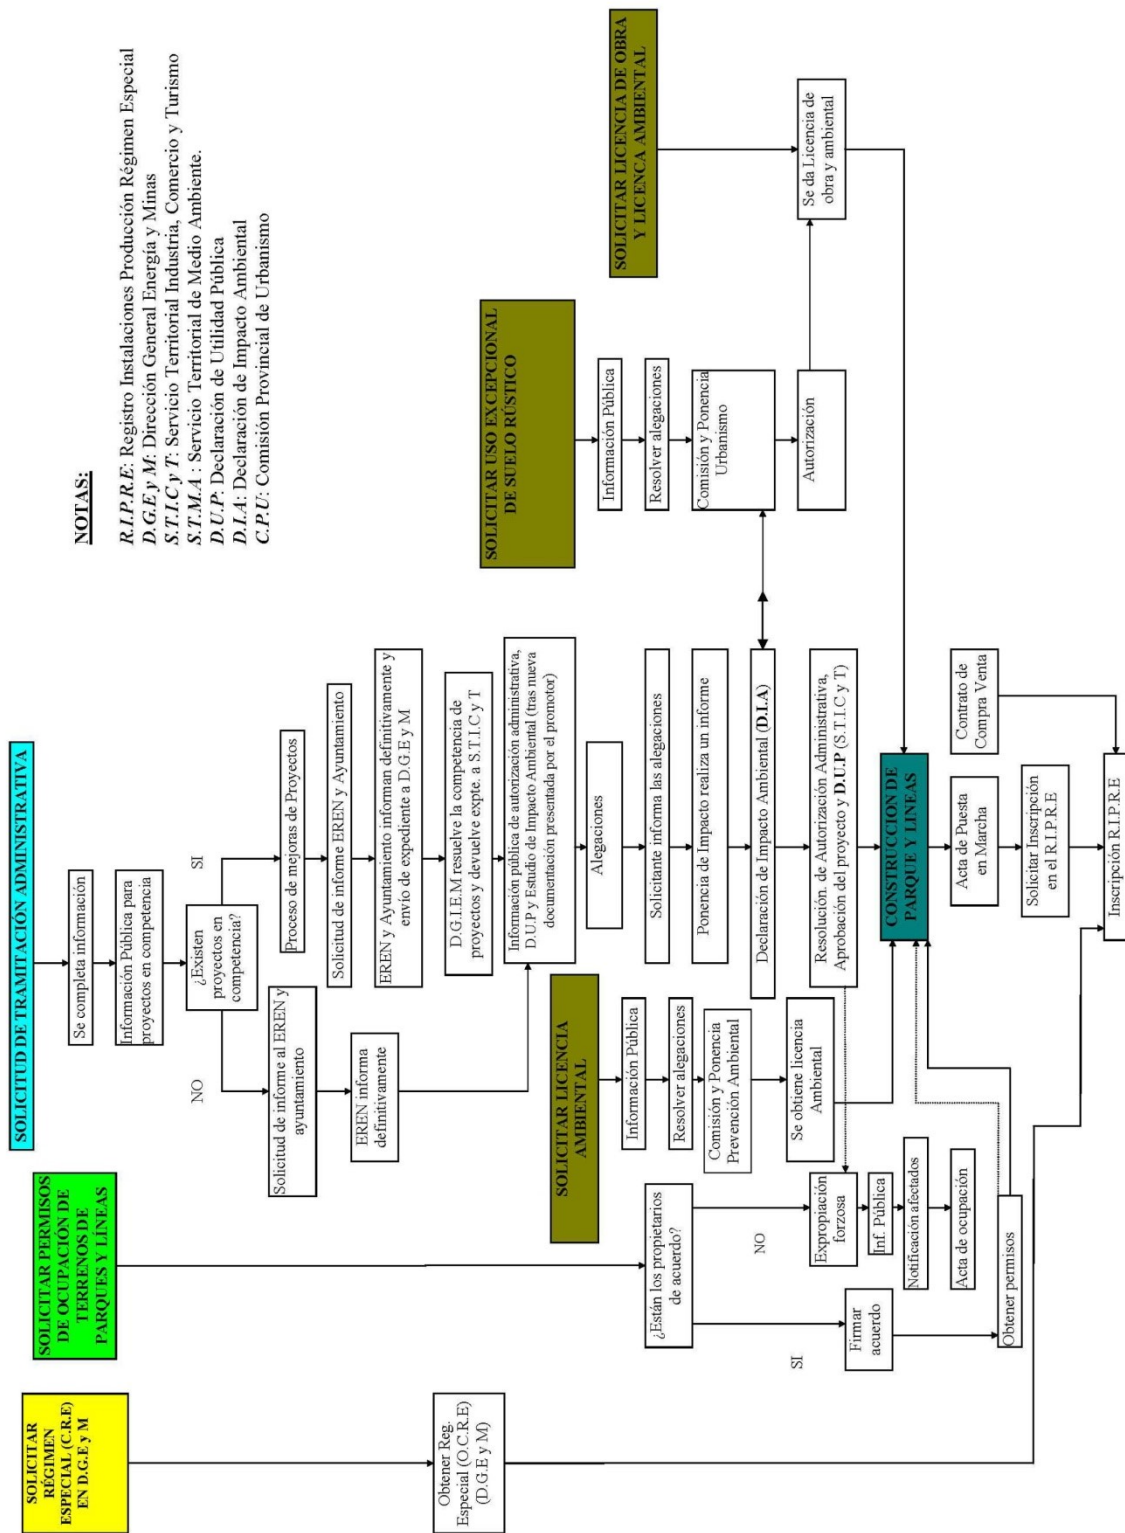 SOLICITAR
RÉGIMEN
ESPECIAL (C.R.E)
EN D.G.E y M
Obtener Reg.
Especial (O.C.R.E)
(D.G.E y M)
SOLICITAR PERMISOS
DE OCUPACIÓN DE
TERRENOS DE
PARQUES Y LÍNEAS
¿Están los propietarios
de acuerdo?
SI
NO
Firmar
acuerdo
Expropiación
forzosa
Inf. Pública
Notificación afectados
Acta de ocupación
Obtener permisos
SOLICITUD DE TRAMITACIÓN ADMINISTRATIVA
Se completa información
Información Pública para
proyectos en competencia
¿Existen
proyectos en
competencia?
NO
SI
Solicitud de informe al EREN y
ayuntamiento
EREN informa
definitivamente
Proceso de mejoras de Proyectos
Solicitud de informe EREN y Ayuntamiento
EREN y Ayuntamiento informan definitivamente y
envío de expediente a D.G.E y M
D.G.I.E.M resuelve la competencia de
proyectos y devuelve expte. a S.T.I.C y T
Información pública de autorización administrativa,
D.U.P y Estudio de Impacto Ambiental (tras nueva
documentación presentada por el promotor)
Alegaciones
Solicitante informa las alegaciones
Ponencia de Impacto realiza un informe
Declaración de Impacto Ambiental (D.I.A)
Resolución. de Autorización Administrativa,
Aprobación del proyecto y D.U.P (S.T.I.C y T)
SOLICITAR LICENCIA
AMBIENTAL
Información Pública
Resolver alegaciones
Comisión y Ponencia
Prevención Ambiental
Se obtiene licencia
Ambiental
CONSTRUCCION DE
PARQUE Y LINEAS
Acta de Puesta
en Marcha
Solicitar Inscripción
en el R.I.P.R.E
Contrato de
Compra Venta
Inscripción R.I.P.R.E
SOLICITAR USO EXCEPCIONAL
DE SUELO RÚSTICO
Información Pública
Resolver alegaciones
Comisión y Ponencia
Urbanismo
Autorización
SOLICITAR LICENCIA DE OBRA
Y LICENCA AMBIENTAL
Se da Licencia de
obra y ambiental
NOTAS:
R.I.P.R.E: Registro Instalaciones Producción Régimen Especial
D.G.E y M: Dirección General Energía y Minas
S.T.I.C y T: Servicio Territorial Industria, Comercio y Turismo
S.T.M.A : Servicio Territorial de Medio Ambiente.
D.U.P: Declaración de Utilidad Pública
D.I.A: Declaración de Impacto Ambiental
C.P.U: Comisión Provincial de Urbanismo